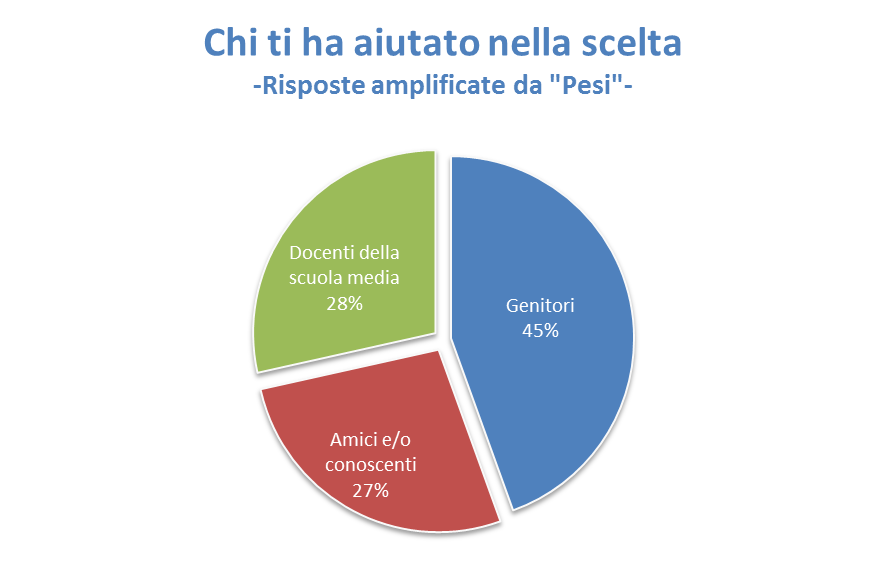 Chi ti ha aiutato nella scelta
-Risposte amplificate da "Pesi"-
Docenti della
scuola media
28%
Genitori
45%
Amici e/o
conoscenti
27%